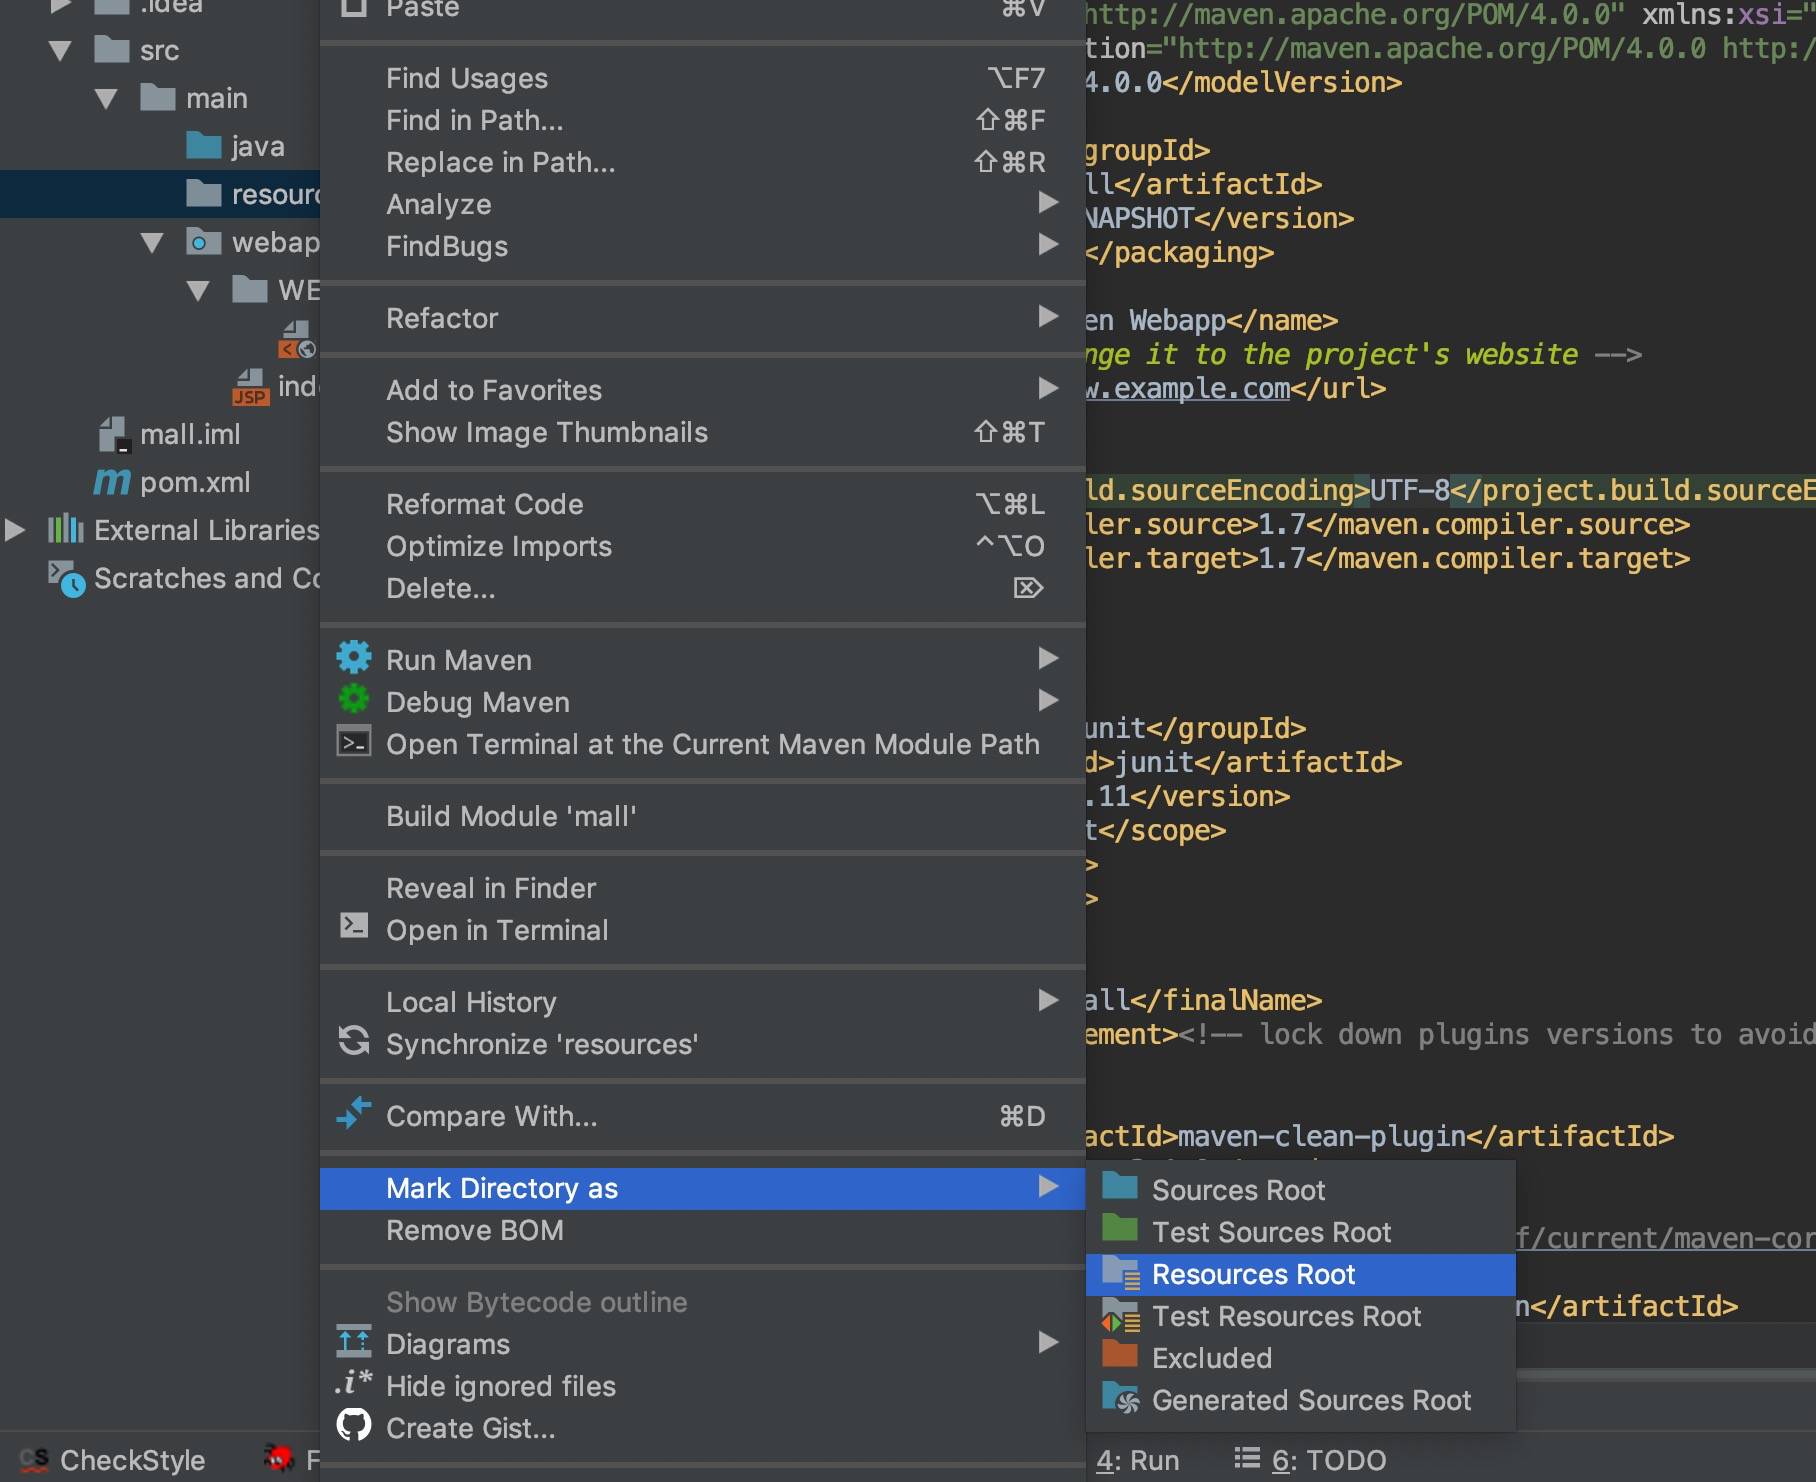 .idea
src
main
java
resourc
webap
WE
JSP
ind
mall.iml
m pom.xml
External Libraries
Scratches and Co
Paste ⌘V
Find Usages ⌥F7
Find in Path... ⇧⌘F
Replace in Path... ⇧⌘R
Analyze
FindBugs
Refactor
Add to Favorites
Show Image Thumbnails ⇧⌘T
Reformat Code ⌥⌘L
Optimize Imports ^⌥O
Delete... ⌦
Run Maven
Debug Maven
Open Terminal at the Current Maven Module Path
Build Module 'mall'
Reveal in Finder
Open in Terminal
Local History
Synchronize 'resources'
Compare With... ⌘D
Mark Directory as
Remove BOM
Show Bytecode outline
Diagrams
.i* Hide ignored files
Create Gist...
Sources Root
Test Sources Root
Resources Root
Test Resources Root
Excluded
Generated Sources Root
http://maven.apache.org/POM/4.0.0" xmlns:xsi="
tion="http://maven.apache.org/POM/4.0.0 http:/
4.0.0</modelVersion>
groupId>
ll</artifactId>
NAPSHOT</version>
</packaging>
en Webapp</name>
nge it to the project's website -->
w.example.com</url>
ld.sourceEncoding>UTF-8</project.build.sourceE
ler.source>1.7</maven.compiler.source>
ler.target>1.7</maven.compiler.target>
unit</groupId>
d>junit</artifactId>
.11</version>
t</scope>
>
>
all</finalName>
ement><!-- lock down plugins versions to avoid
actId>maven-clean-plugin</artifactId>
f/current/maven-cor
n</artifactId>
CS CheckStyle
F
4: Run
6: TODO